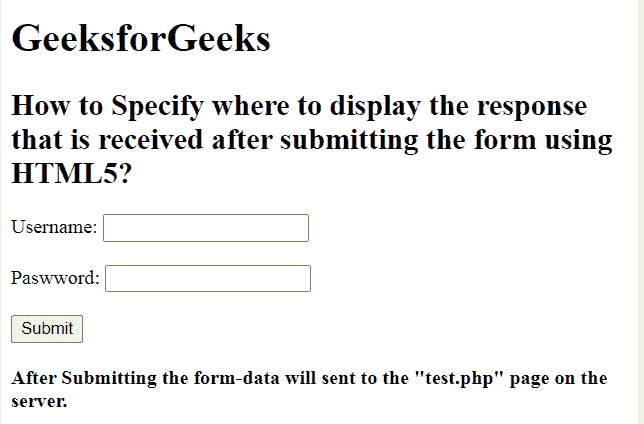 GeeksforGeeks
How to Specify where to display the response
that is received after submitting the form using
HTML5?
Username:
Paswword:
Submit
After Submitting the form-data will sent to the "test.php" page on the
server.